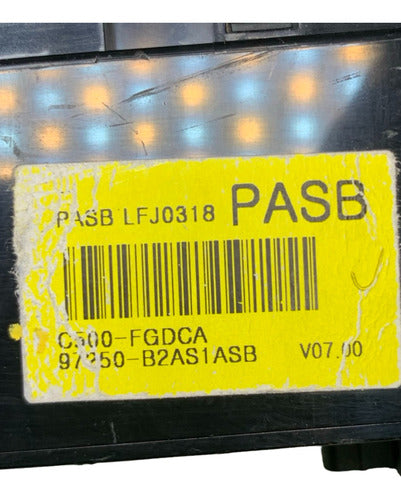 PASB LFJ0318 PASB
C500-FGDCA
97250-B2AS1ASB V07.00